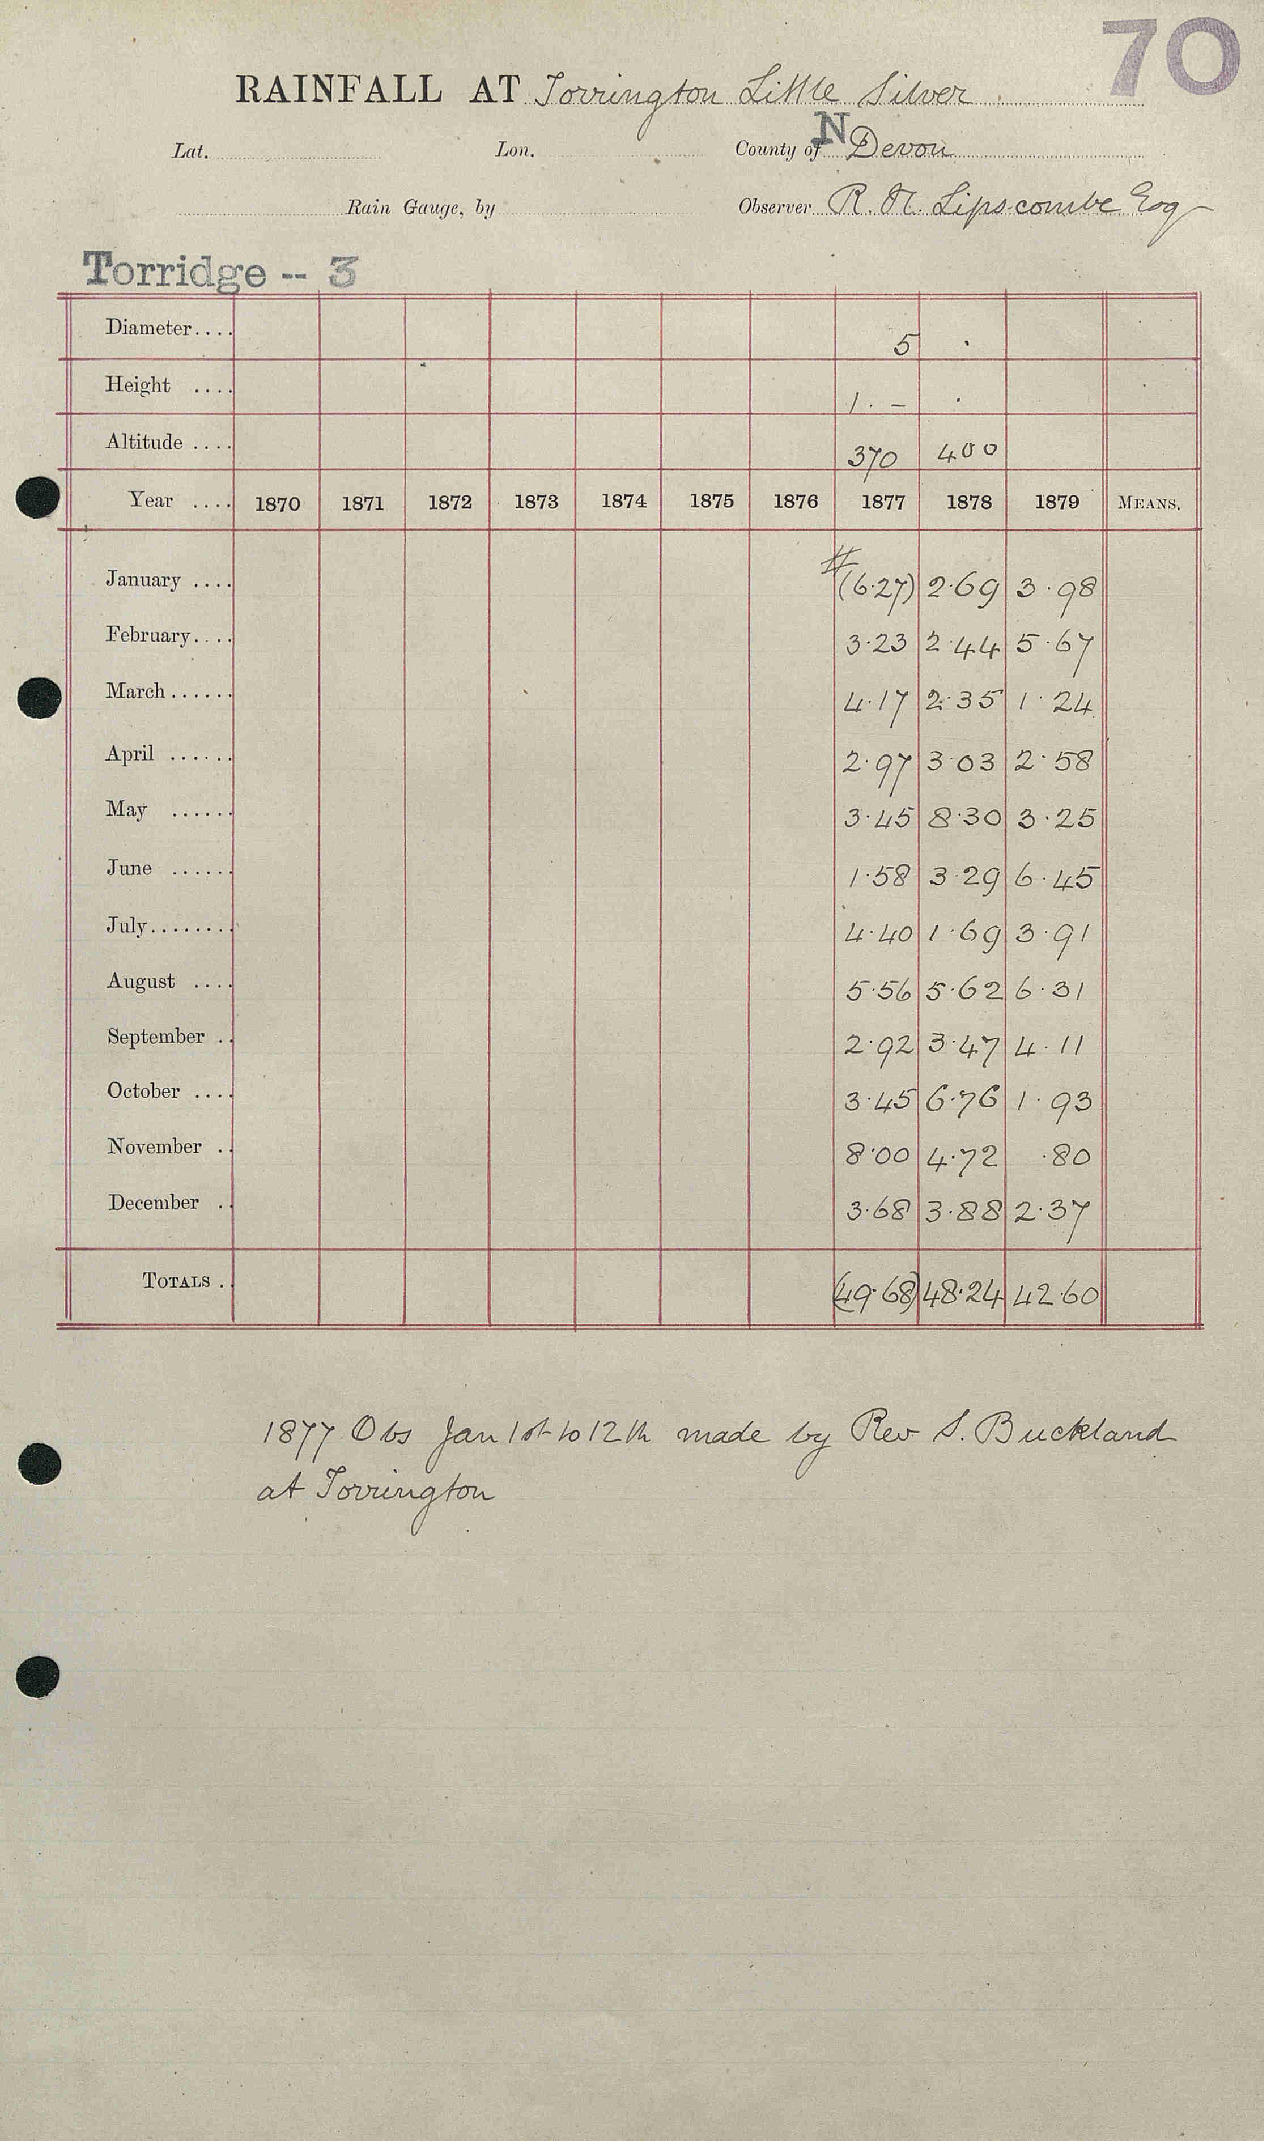 70
RAINFALL AT Torrington Little Silver
Lat. Lon. County of N Devon
Rain Gauge, by Observer R. H. Lipscombe Esq
Torridge -- 3
Diameter.... 5 .
Height .... 1. - .
Altitude .... 370 400
Year .... 1870 1871 1872 1873 1874 1875 1876 1877 1878 1879 MEANS.
January .... #(6.27) 2.69 3.98
February.... 3.23 2.44 5.67
March...... 4.17 2.35 1.24
April ...... 2.97 3.03 2.58
May ...... 3.45 8.30 3.25
June ...... 1.58 3.29 6.45
July........ 4.40 1.69 3.91
August .... 5.56 5.62 6.31
September .. 2.92 3.47 4.11
October .... 3.45 6.76 1.93
November .. 8.00 4.72 .80
December .. 3.68 3.88 2.37
TOTALS .. (49.68) 48.24 42.60
1877 Obs Jan 1st to 12th made by Rev S. Buckland
at Torrington